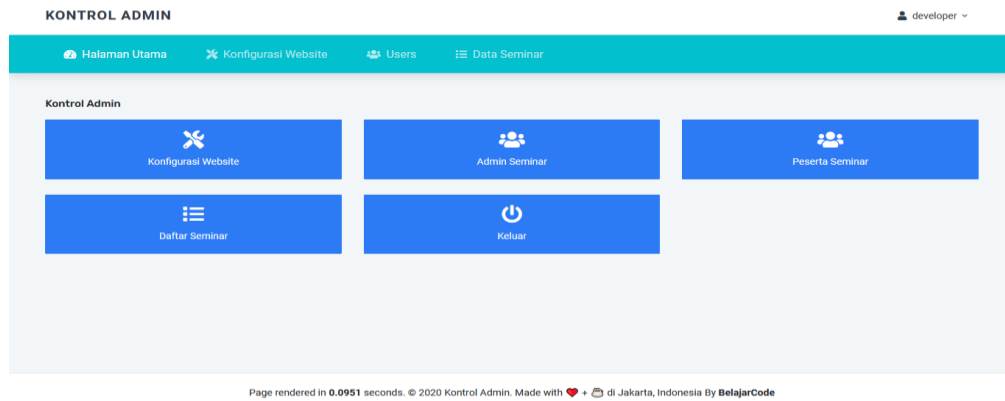 KONTROL ADMIN
developer
Halaman Utama
Konfigurasi Website
Users
Data Seminar
Kontrol Admin
Konfigurasi Website
Admin Seminar
Peserta Seminar
Daftar Seminar
Keluar
Page rendered in 0.0951 seconds. © 2020 Kontrol Admin. Made with ❤ + ☕ di Jakarta, Indonesia By BelajarCode